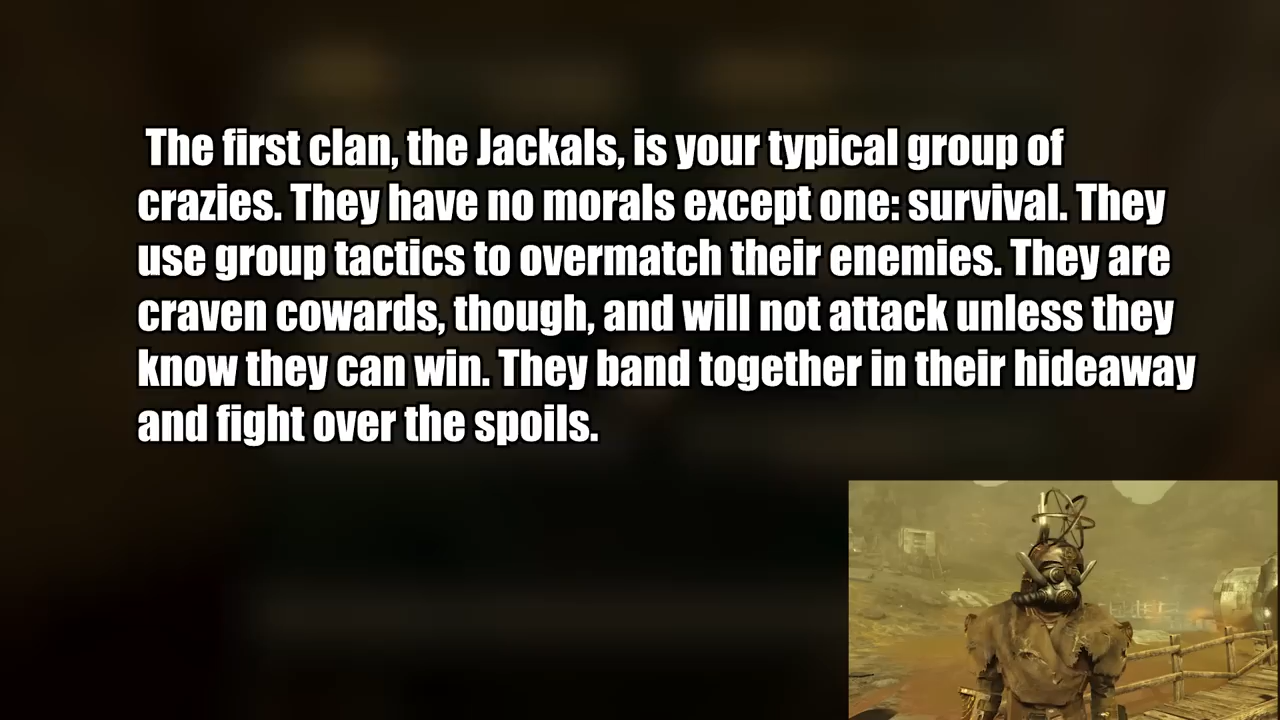 The first clan, the Jackals, is your typical group of
crazies. They have no morals except one: survival. They
use group tactics to overmatch their enemies. They are
craven cowards, though, and will not attack unless they
know they can win. They band together in their hideaway
and fight over the spoils.